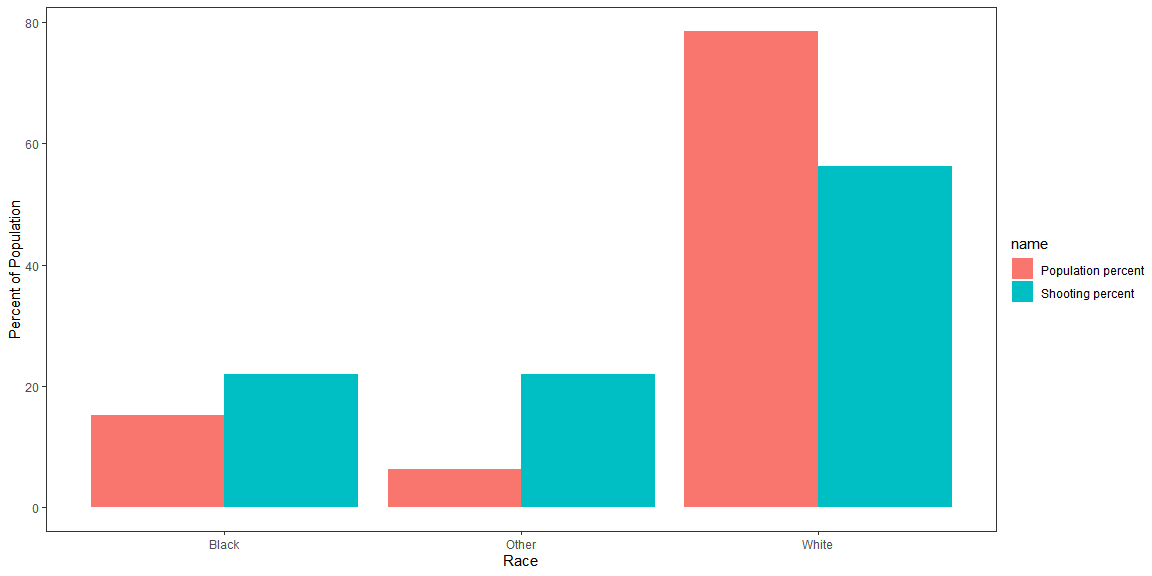 80
60
40
20
0
Percent of Population
Black
Other
White
Race
name
Population percent
Shooting percent